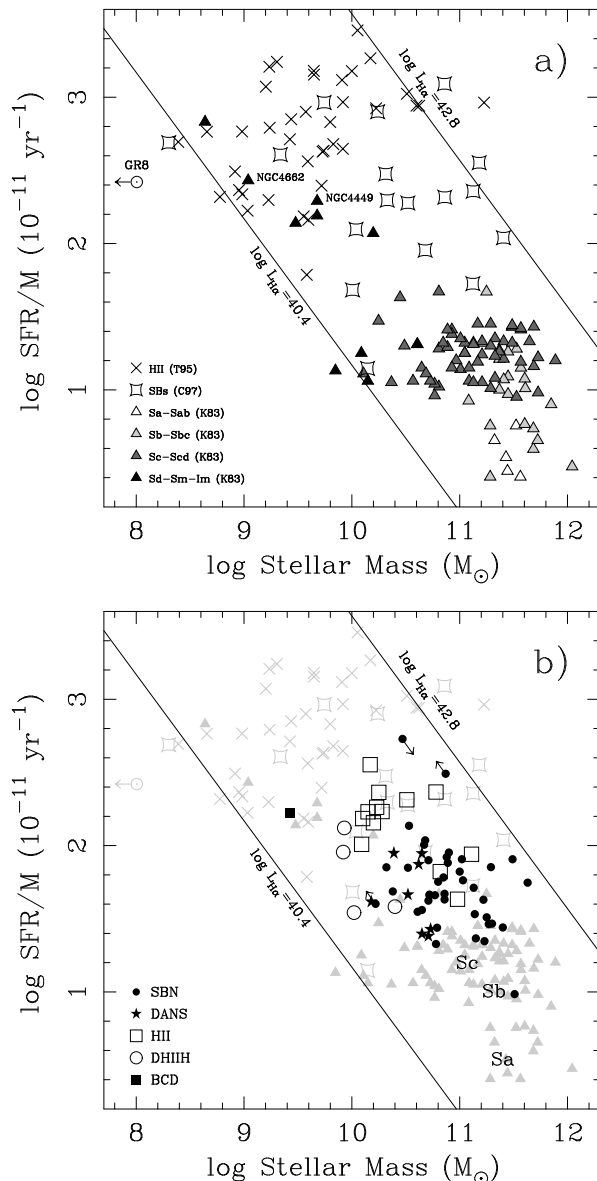 a)
log SFR/M (10⁻¹¹ yr⁻¹)
3
2
1
log L_Hα =42.8
GR8
NGC4662
NGC4449
log L_Hα =40.4
HII (T95)
SBs (C97)
Sa-Sab (K83)
Sb-Sbc (K83)
Sc-Scd (K83)
Sd-Sm-Im (K83)
8 9 10 11 12
log Stellar Mass (M⊙)
b)
log SFR/M (10⁻¹¹ yr⁻¹)
3
2
1
log L_Hα =42.8
log L_Hα =40.4
Sc
Sb
Sa
SBN
DANS
HII
DHIIH
BCD
8 9 10 11 12
log Stellar Mass (M⊙)